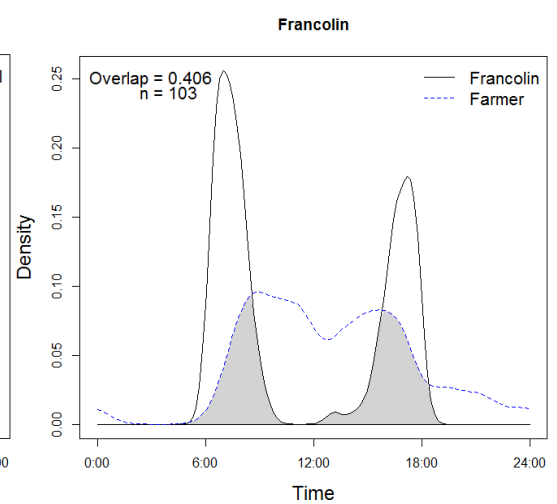 Francolin
Overlap = 0.406
n = 103
Francolin
Farmer
Density
0.00
0.05
0.10
0.15
0.20
0.25
0:00
6:00
12:00
18:00
24:00
Time